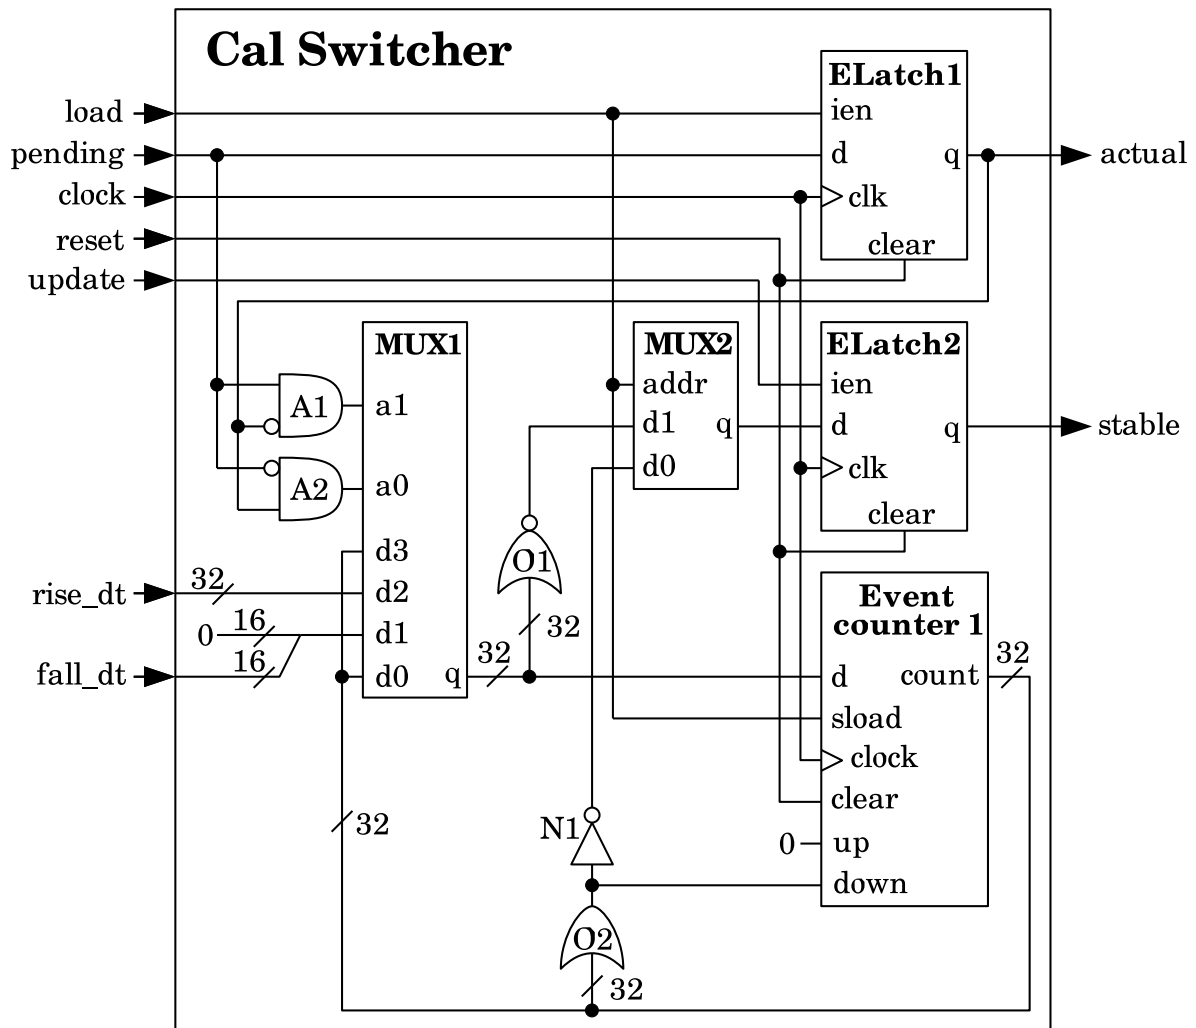 Cal Switcher
load
pending
clock
reset
update
rise_dt
fall_dt
ELatch1
ien
d
q
clk
clear
actual
MUX1
a1
a0
d3
d2
d1
d0
q
A1
A2
32
0
16
16
32
32
O1
32
MUX2
addr
d1
q
d0
ELatch2
ien
d
q
clk
clear
stable
Event
counter 1
32
d
count
sload
clock
clear
0
up
down
N1
O2
32